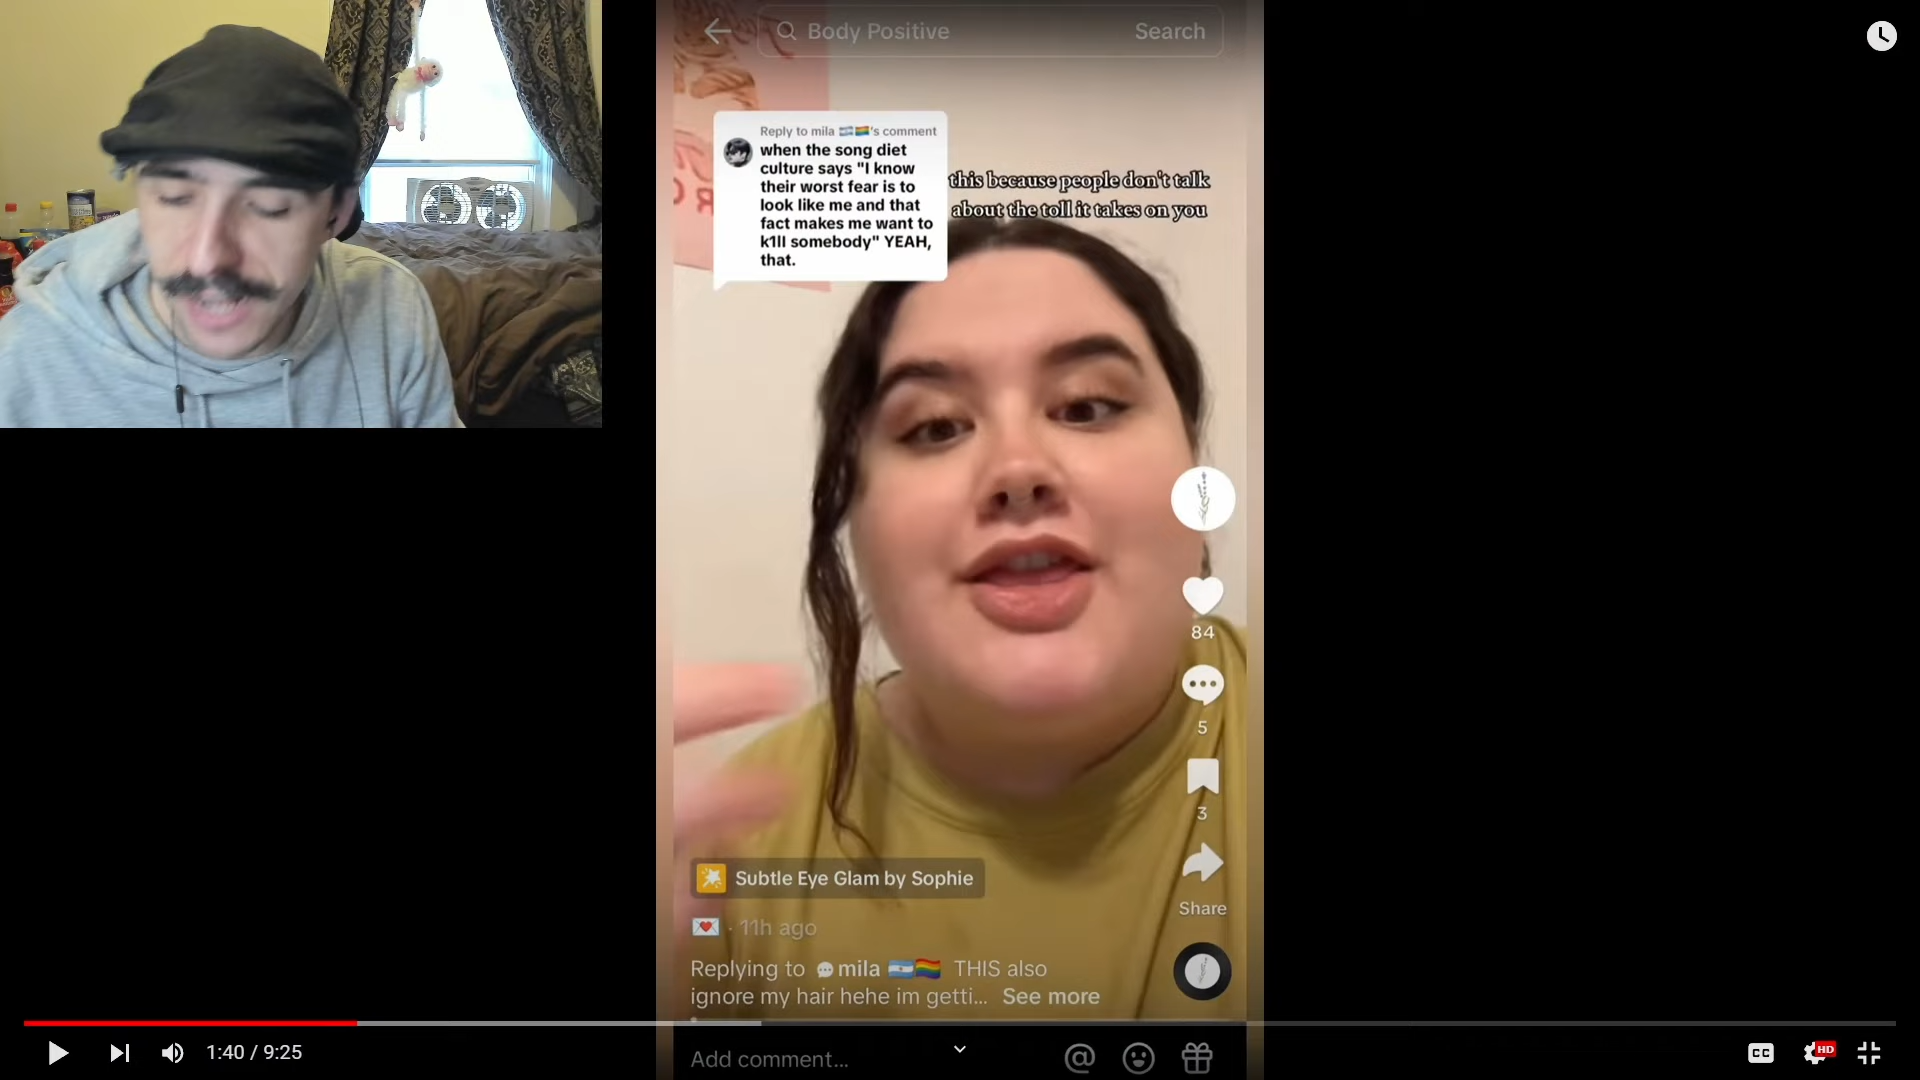 Body Positive
Search
Reply to mila 🇦🇷🏳️‍🌈's comment
when the song diet
culture says "I know
their worst fear is to
look like me and that
fact makes me want to
k1ll somebody" YEAH,
that.
this because people don't talk
about the toll it takes on you
84
5
3
Subtle Eye Glam by Sophie
Share
💌 · 11h ago
Replying to 💬mila 🇦🇷🏳️‍🌈 THIS also
ignore my hair hehe im getti... See more
1:40 / 9:25
Add comment...
CC
HD